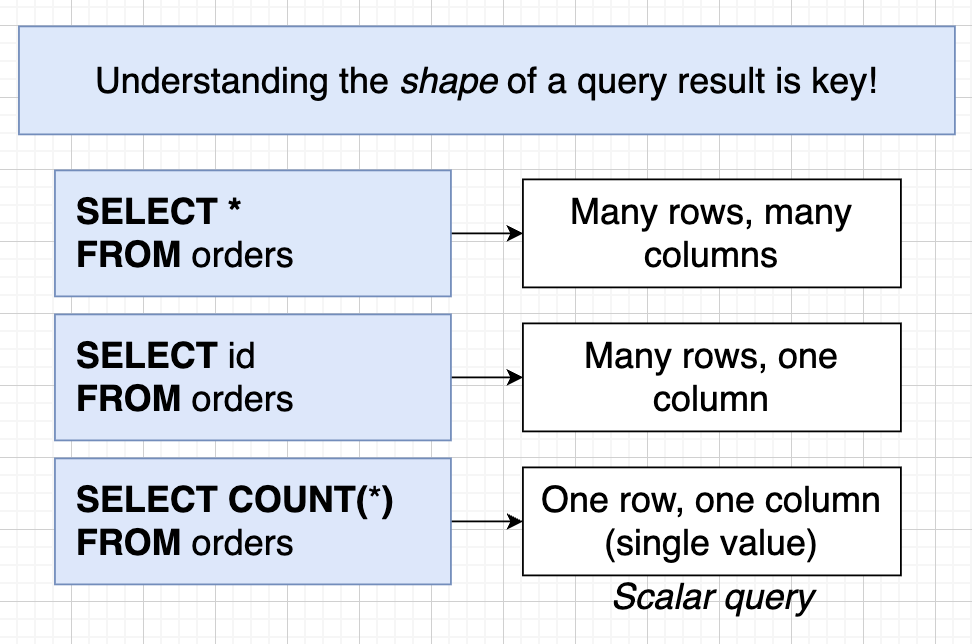 Understanding the shape of a query result is key!
SELECT *
FROM orders
Many rows, many
columns
SELECT id
FROM orders
Many rows, one
column
SELECT COUNT(*)
FROM orders
One row, one column
(single value)
Scalar query